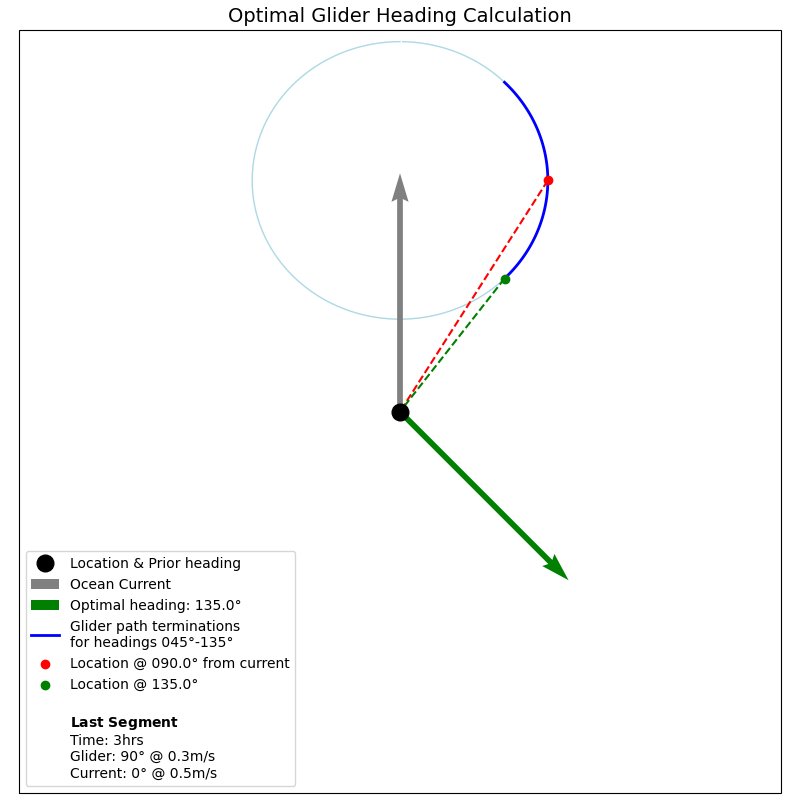 Optimal Glider Heading Calculation
Location & Prior heading
Ocean Current
Optimal heading: 135.0°
Glider path terminations
for headings 045°-135°
Location @ 090.0° from current
Location @ 135.0°
Last Segment
Time: 3hrs
Glider: 90° @ 0.3m/s
Current: 0° @ 0.5m/s